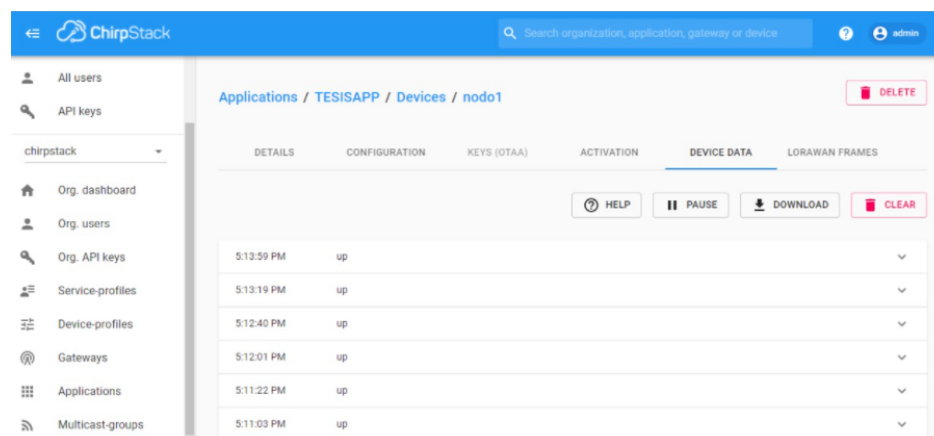 ChirpStack
Search organization, application, gateway or device
? admin
All users
API keys
chirpstack
Org. dashboard
Org. users
Org. API keys
Service-profiles
Device-profiles
Gateways
Applications
Multicast-groups
Applications / TESISAPP / Devices / nodo1
DELETE
DETAILS CONFIGURATION KEYS (OTAA) ACTIVATION DEVICE DATA LORAWAN FRAMES
? HELP PAUSE DOWNLOAD CLEAR
5:13:59 PM up
5:13:19 PM up
5:12:40 PM up
5:12:01 PM up
5:11:22 PM up
5:11:03 PM up